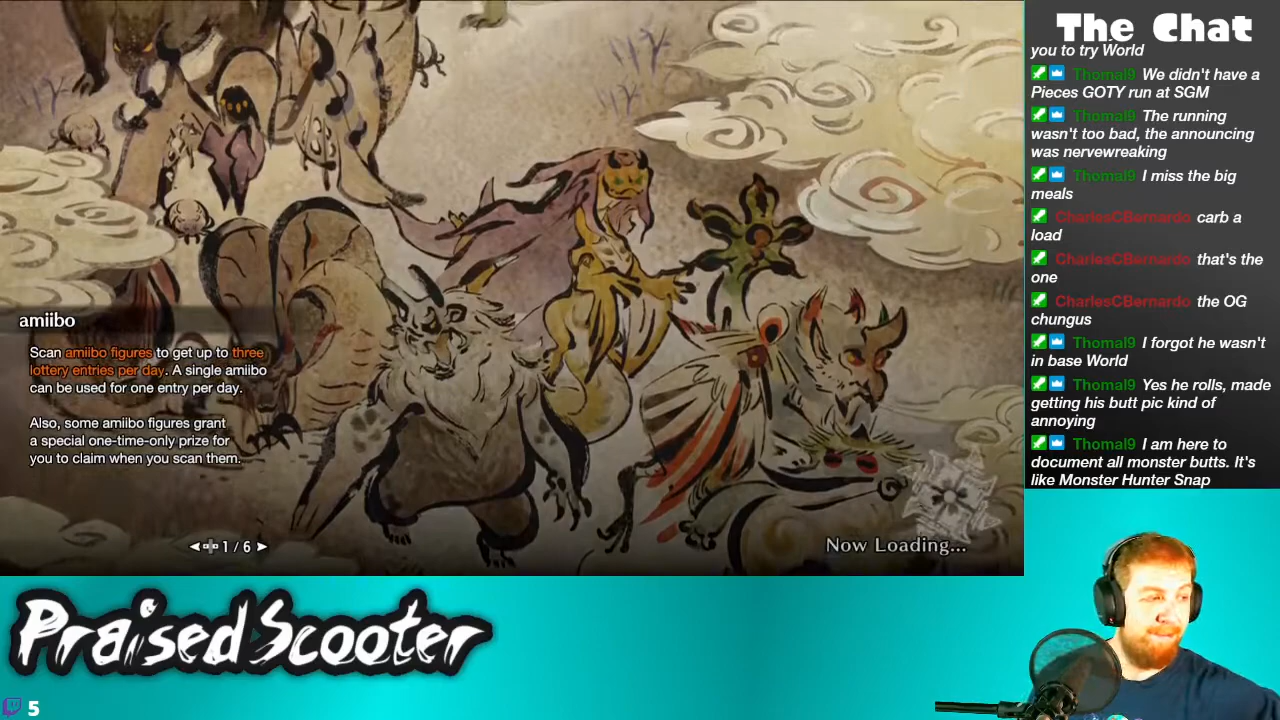 The Chat
you to try World
Thomal9 We didn't have a
Pieces GOTY run at SGM
Thomal9 The running
wasn't too bad, the announcing
was nervewreaking
Thomal9 I miss the big
meals
CharlesCBernardo carb a
load
CharlesCBernardo that's the
one
CharlesCBernardo the OG
chungus
Thomal9 I forgot he wasn't
in base World
Thomal9 Yes he rolls, made
getting his butt pic kind of
annoying
Thomal9 I am here to
document all monster butts. It's
like Monster Hunter Snap
amiibo
Scan amiibo figures to get up to three
lottery entries per day. A single amiibo
can be used for one entry per day.
Also, some amiibo figures grant
a special one-time-only prize for
you to claim when you scan them.
1 / 6
Now Loading...
Praised Scooter
5